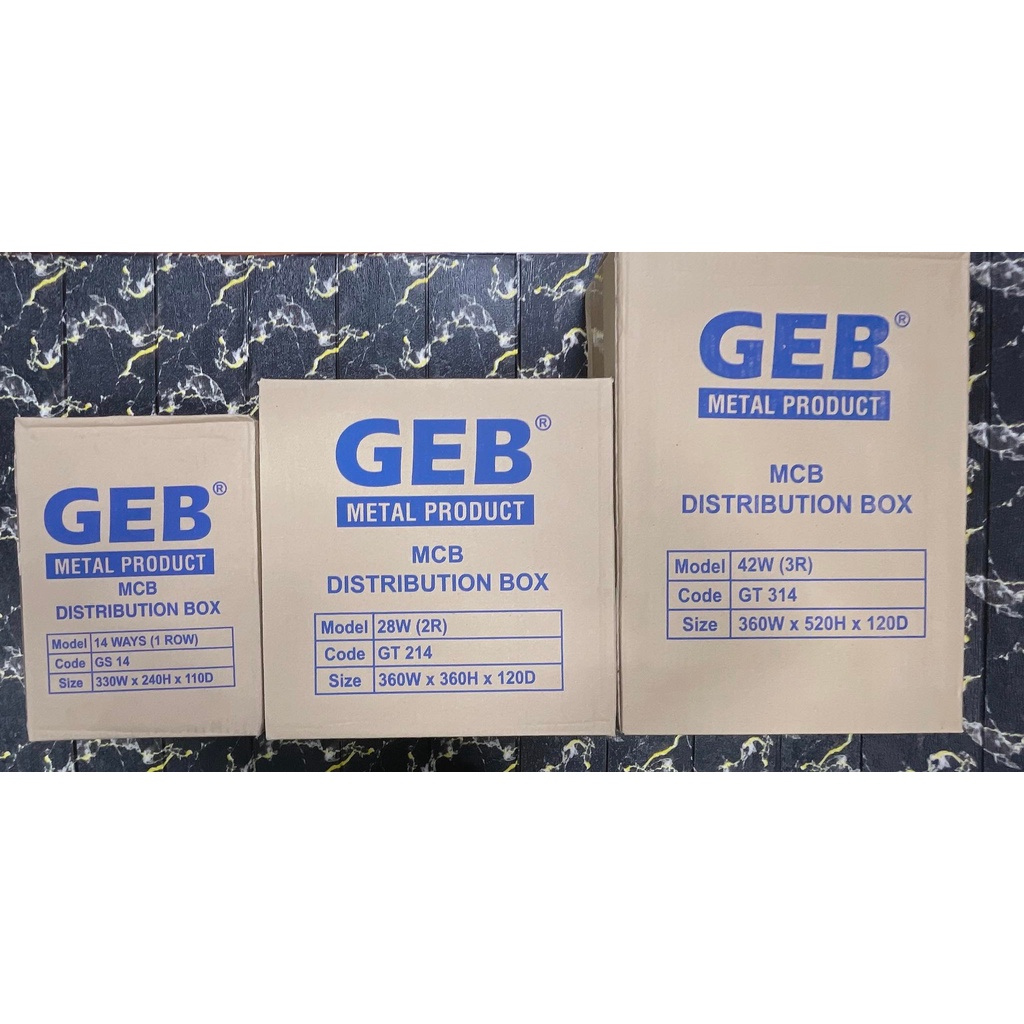 GEB®
METAL PRODUCT
MCB
DISTRIBUTION BOX
Model 14 WAYS (1 ROW)
Code GS 14
Size 330W x 240H x 110D
GEB®
METAL PRODUCT
MCB
DISTRIBUTION BOX
Model 28W (2R)
Code GT 214
Size 360W x 360H x 120D
GEB®
METAL PRODUCT
MCB
DISTRIBUTION BOX
Model 42W (3R)
Code GT 314
Size 360W x 520H x 120D